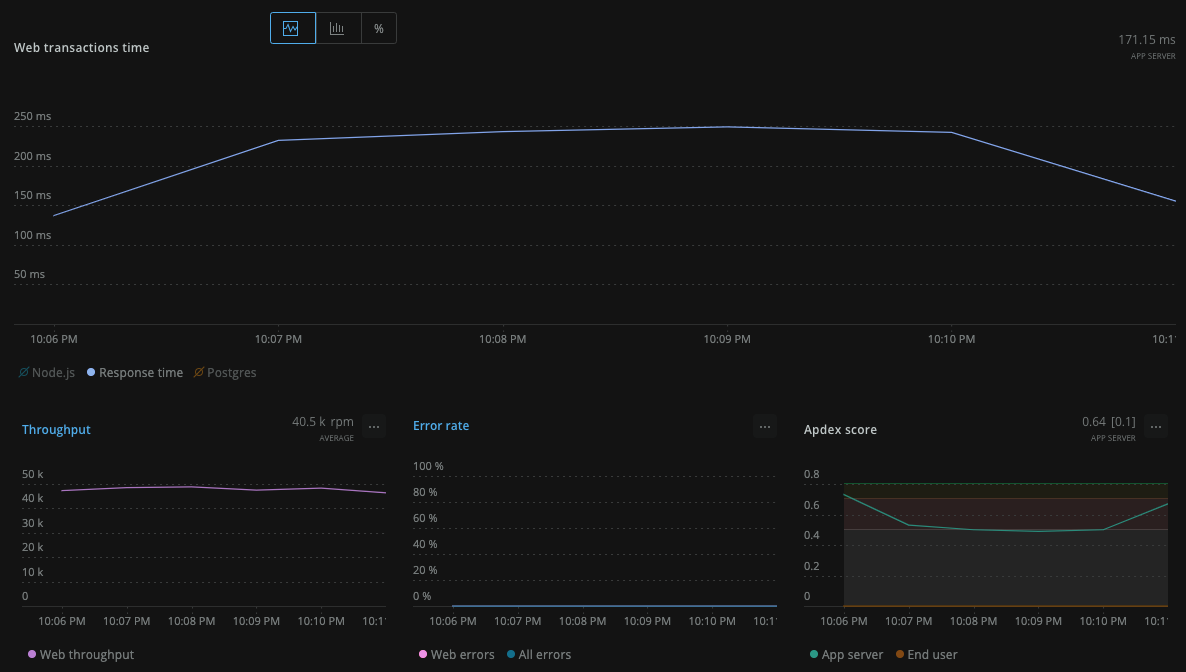 %
Web transactions time
171.15 ms
APP SERVER
250 ms
200 ms
150 ms
100 ms
50 ms
10:06 PM 10:07 PM 10:08 PM 10:09 PM 10:10 PM 10:1
Node.js Response time Postgres
Throughput
40.5 k rpm
AVERAGE
...
50 k
40 k
30 k
20 k
10 k
0
10:06 PM 10:07 PM 10:08 PM 10:09 PM 10:10 PM 10:1
Web throughput
Error rate
...
100 %
80 %
60 %
40 %
20 %
0 %
10:06 PM 10:07 PM 10:08 PM 10:09 PM 10:10 PM 10:1
Web errors All errors
Apdex score
0.64 [0.1]
APP SERVER
...
0.8
0.6
0.4
0.2
0
10:06 PM 10:07 PM 10:08 PM 10:09 PM 10:10 PM 10:1
App server End user